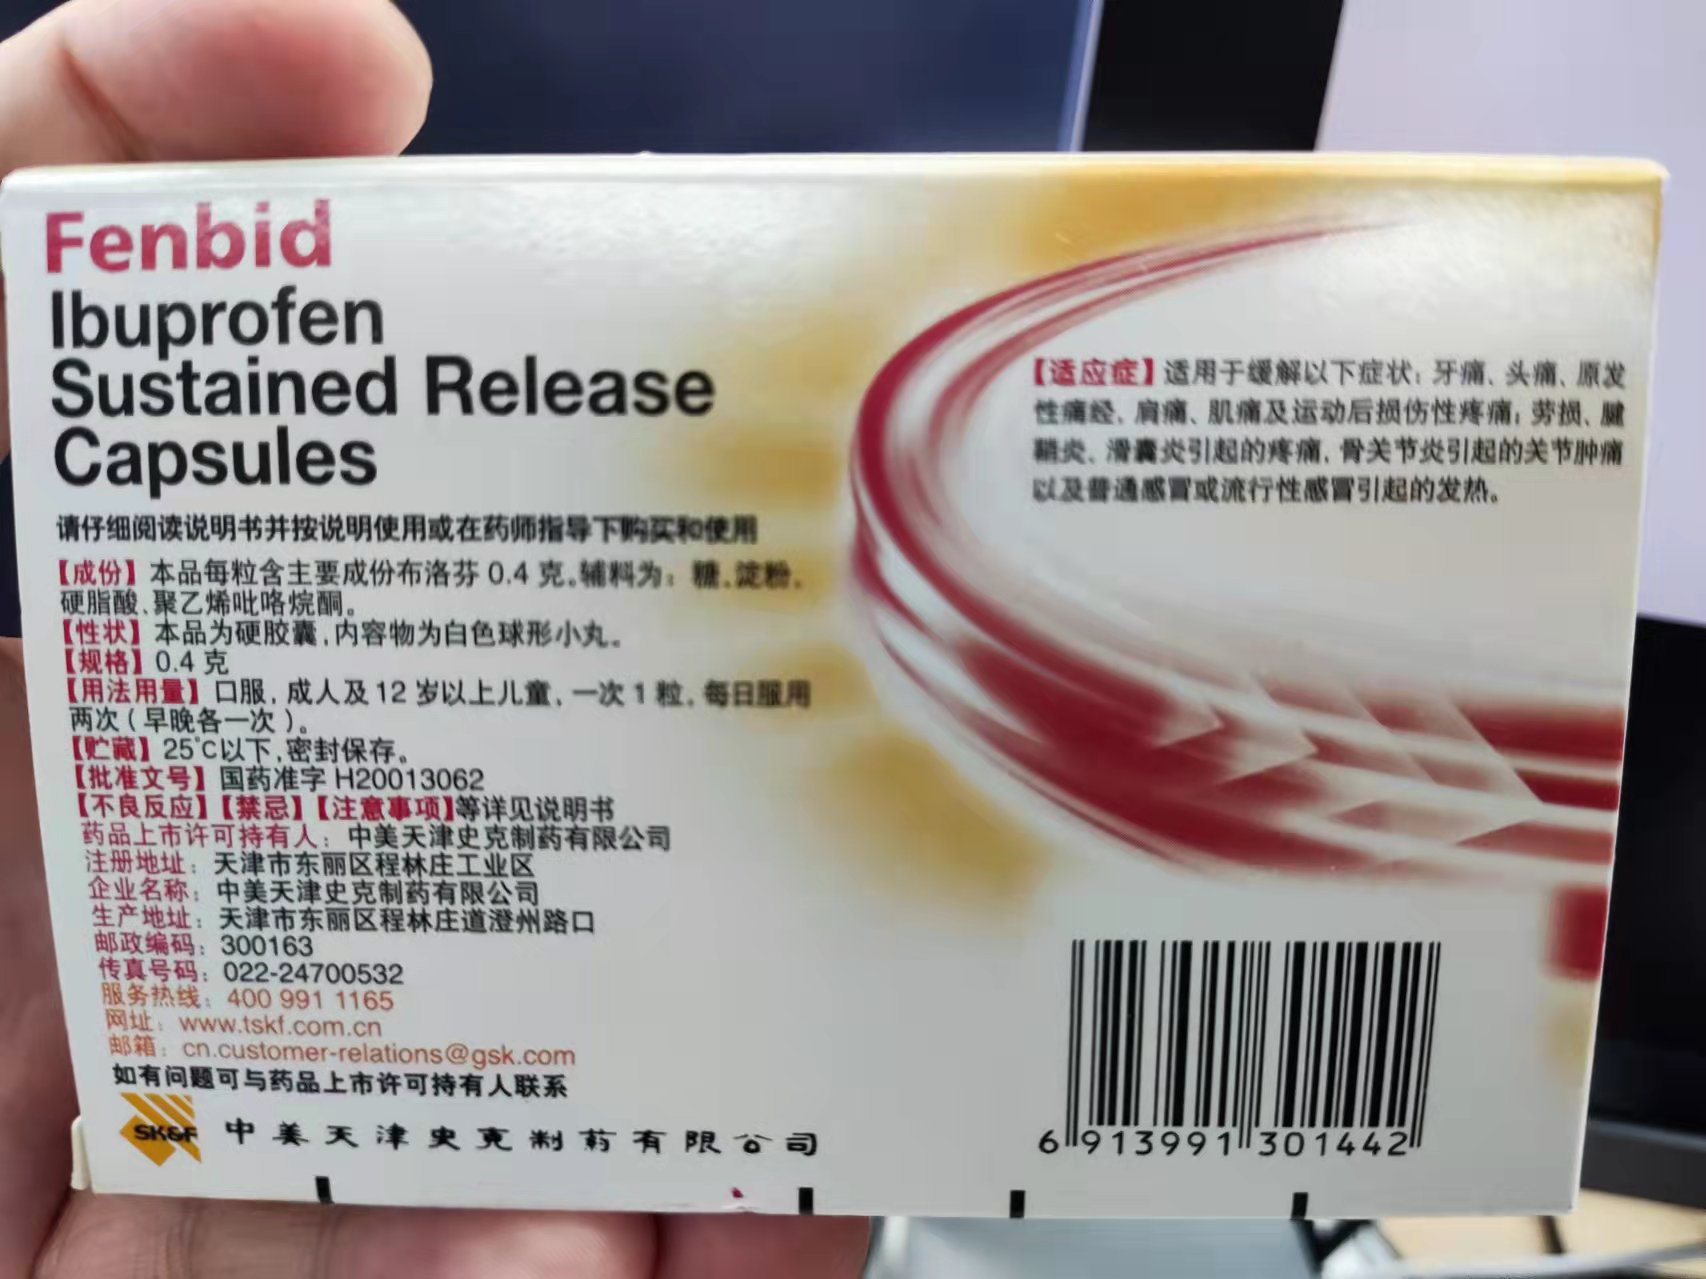 Fenbid
Ibuprofen
Sustained Release
Capsules
请仔细阅读说明书并按说明使用或在药师指导下购买和使用
【成份】本品每粒含主要成份布洛芬 0.4 克。辅料为：糖、淀粉、
硬脂酸、聚乙烯吡咯烷酮。
【性状】本品为硬胶囊，内容物为白色球形小丸。
【规格】0.4 克
【用法用量】口服，成人及 12 岁以上儿童，一次 1 粒，每日服用
两次（早晚各一次）。
【贮藏】25°C以下，密封保存。
【批准文号】国药准字 H20013062
【不良反应】【禁忌】【注意事项】等详见说明书
药品上市许可持有人：中美天津史克制药有限公司
注册地址：天津市东丽区程林庄工业区
企业名称：中美天津史克制药有限公司
生产地址：天津市东丽区程林庄道澄州路口
邮政编码：300163
传真号码：022-24700532
服务热线：400 991 1165
网址：www.tskf.com.cn
邮箱：cn.customer-relations@gsk.com
如有问题可与药品上市许可持有人联系
SK&F 中美天津史克制药有限公司
【适应症】适用于缓解以下症状：牙痛、头痛、原发
性痛经、肩痛、肌痛及运动后损伤性疼痛；劳损、腱
鞘炎、滑囊炎引起的疼痛，骨关节炎引起的关节肿痛
以及普通感冒或流行性感冒引起的发热。
6 913991 301442